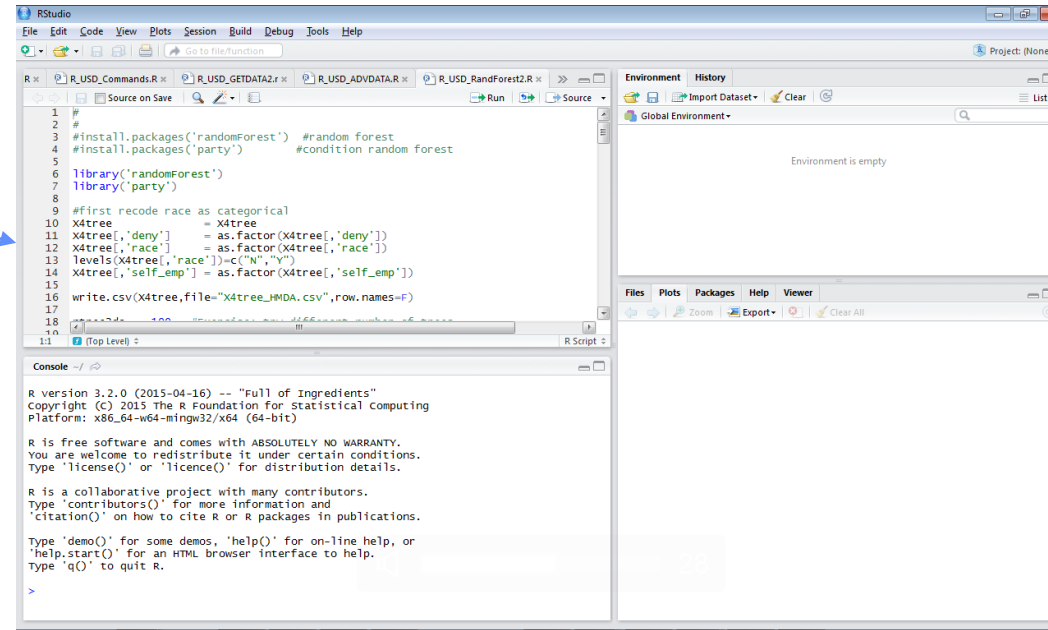 RStudio
File Edit Code View Plots Session Build Debug Tools Help
Go to file/function
Project: (None
R × R_USD_Commands.R × R_USD_GETDATA2.r × R_USD_ADVDATA.R × R_USD_RandForest2.R ×
Source on Save Run Source
1 #
2 #
3 #install.packages('randomForest') #random forest
4 #install.packages('party') #condition random forest
5
6 library('randomForest')
7 library('party')
8
9 #first recode race as categorical
10 X4tree = X4tree
11 X4tree[,'deny'] = as.factor(X4tree[,'deny'])
12 X4tree[,'race'] = as.factor(X4tree[,'race'])
13 levels(X4tree[,'race'])=c("N","Y")
14 X4tree[,'self_emp'] = as.factor(X4tree[,'self_emp'])
15
16 write.csv(X4tree,file="X4tree_HMDA.csv",row.names=F)
17
18
1:1 (Top Level) R Script
Console ~/
R version 3.2.0 (2015-04-16) -- "Full of Ingredients"
Copyright (C) 2015 The R Foundation for Statistical Computing
Platform: x86_64-w64-mingw32/x64 (64-bit)
R is free software and comes with ABSOLUTELY NO WARRANTY.
You are welcome to redistribute it under certain conditions.
Type 'license()' or 'licence()' for distribution details.
R is a collaborative project with many contributors.
Type 'contributors()' for more information and
'citation()' on how to cite R or R packages in publications.
Type 'demo()' for some demos, 'help()' for on-line help, or
'help.start()' for an HTML browser interface to help.
Type 'q()' to quit R.
>
Environment History
Import Dataset Clear List
Global Environment
Environment is empty
Files Plots Packages Help Viewer
Zoom Export Clear All